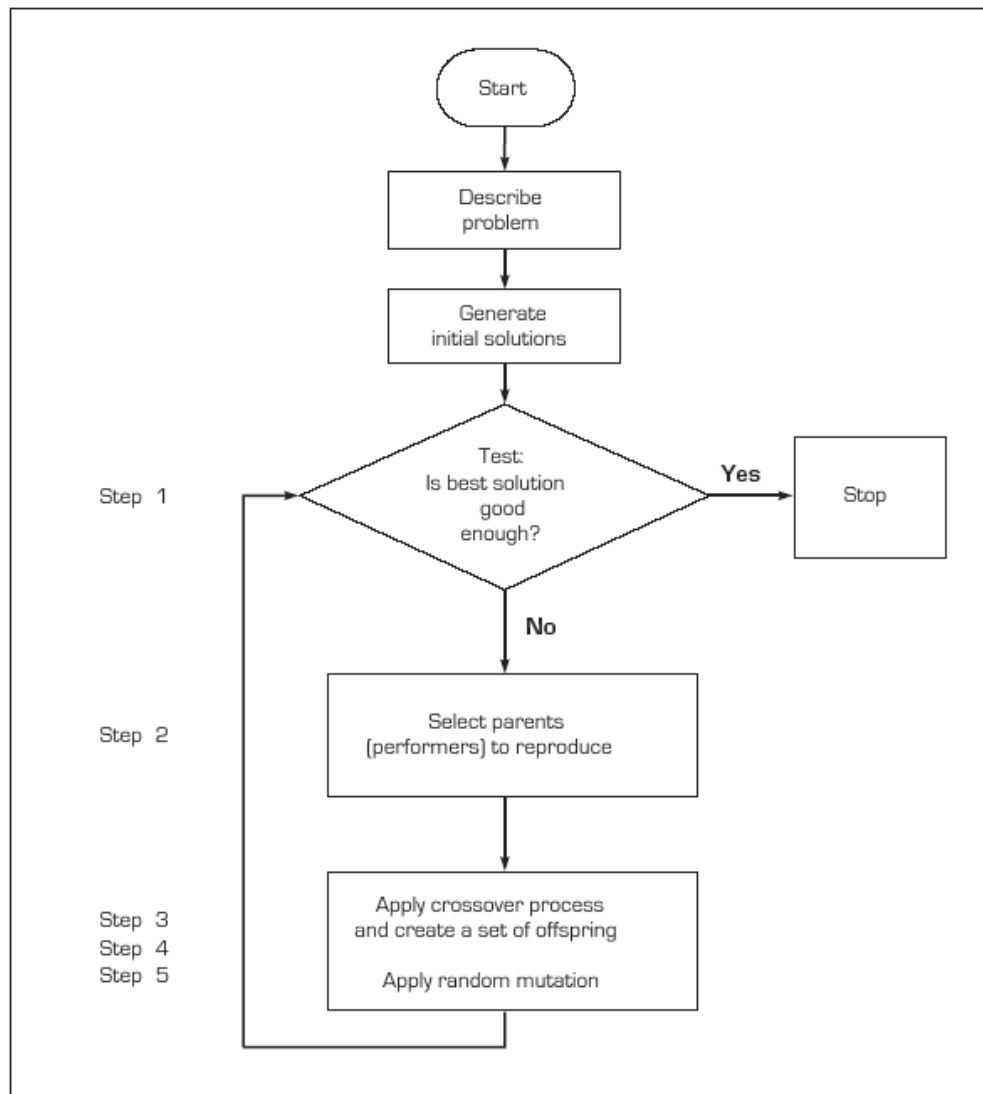 Start
Describe
problem
Generate
initial solutions
Test:
Is best solution
good
enough?
Yes
Stop
Step 1
No
Step 2
Select parents
(performers) to reproduce
Step 3
Step 4
Step 5
Apply crossover process
and create a set of offspring
Apply random mutation